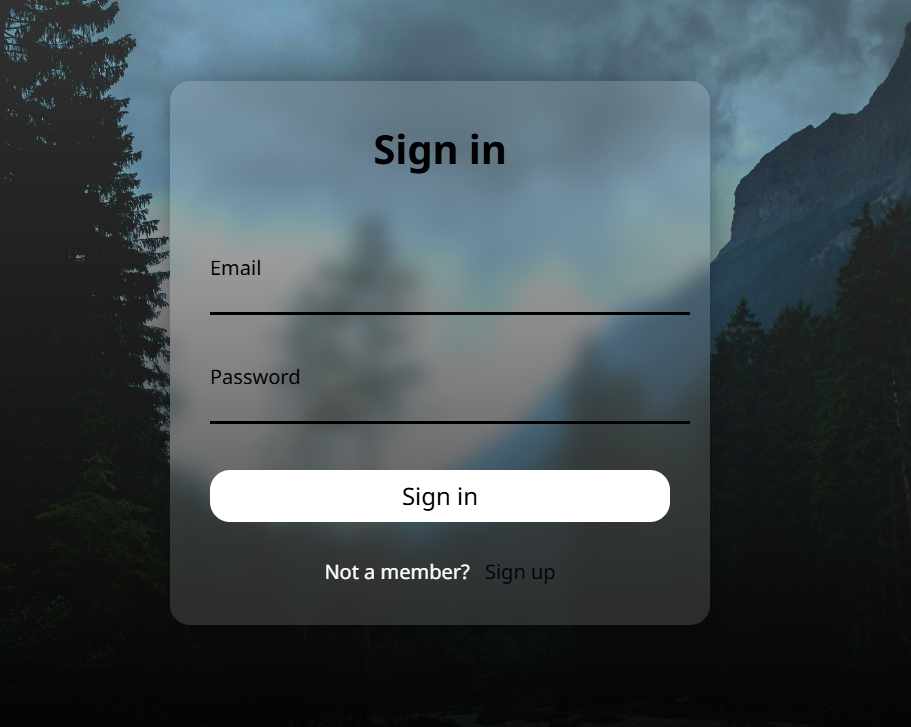 Sign in
Email
Password
Sign in
Not a member? Sign up